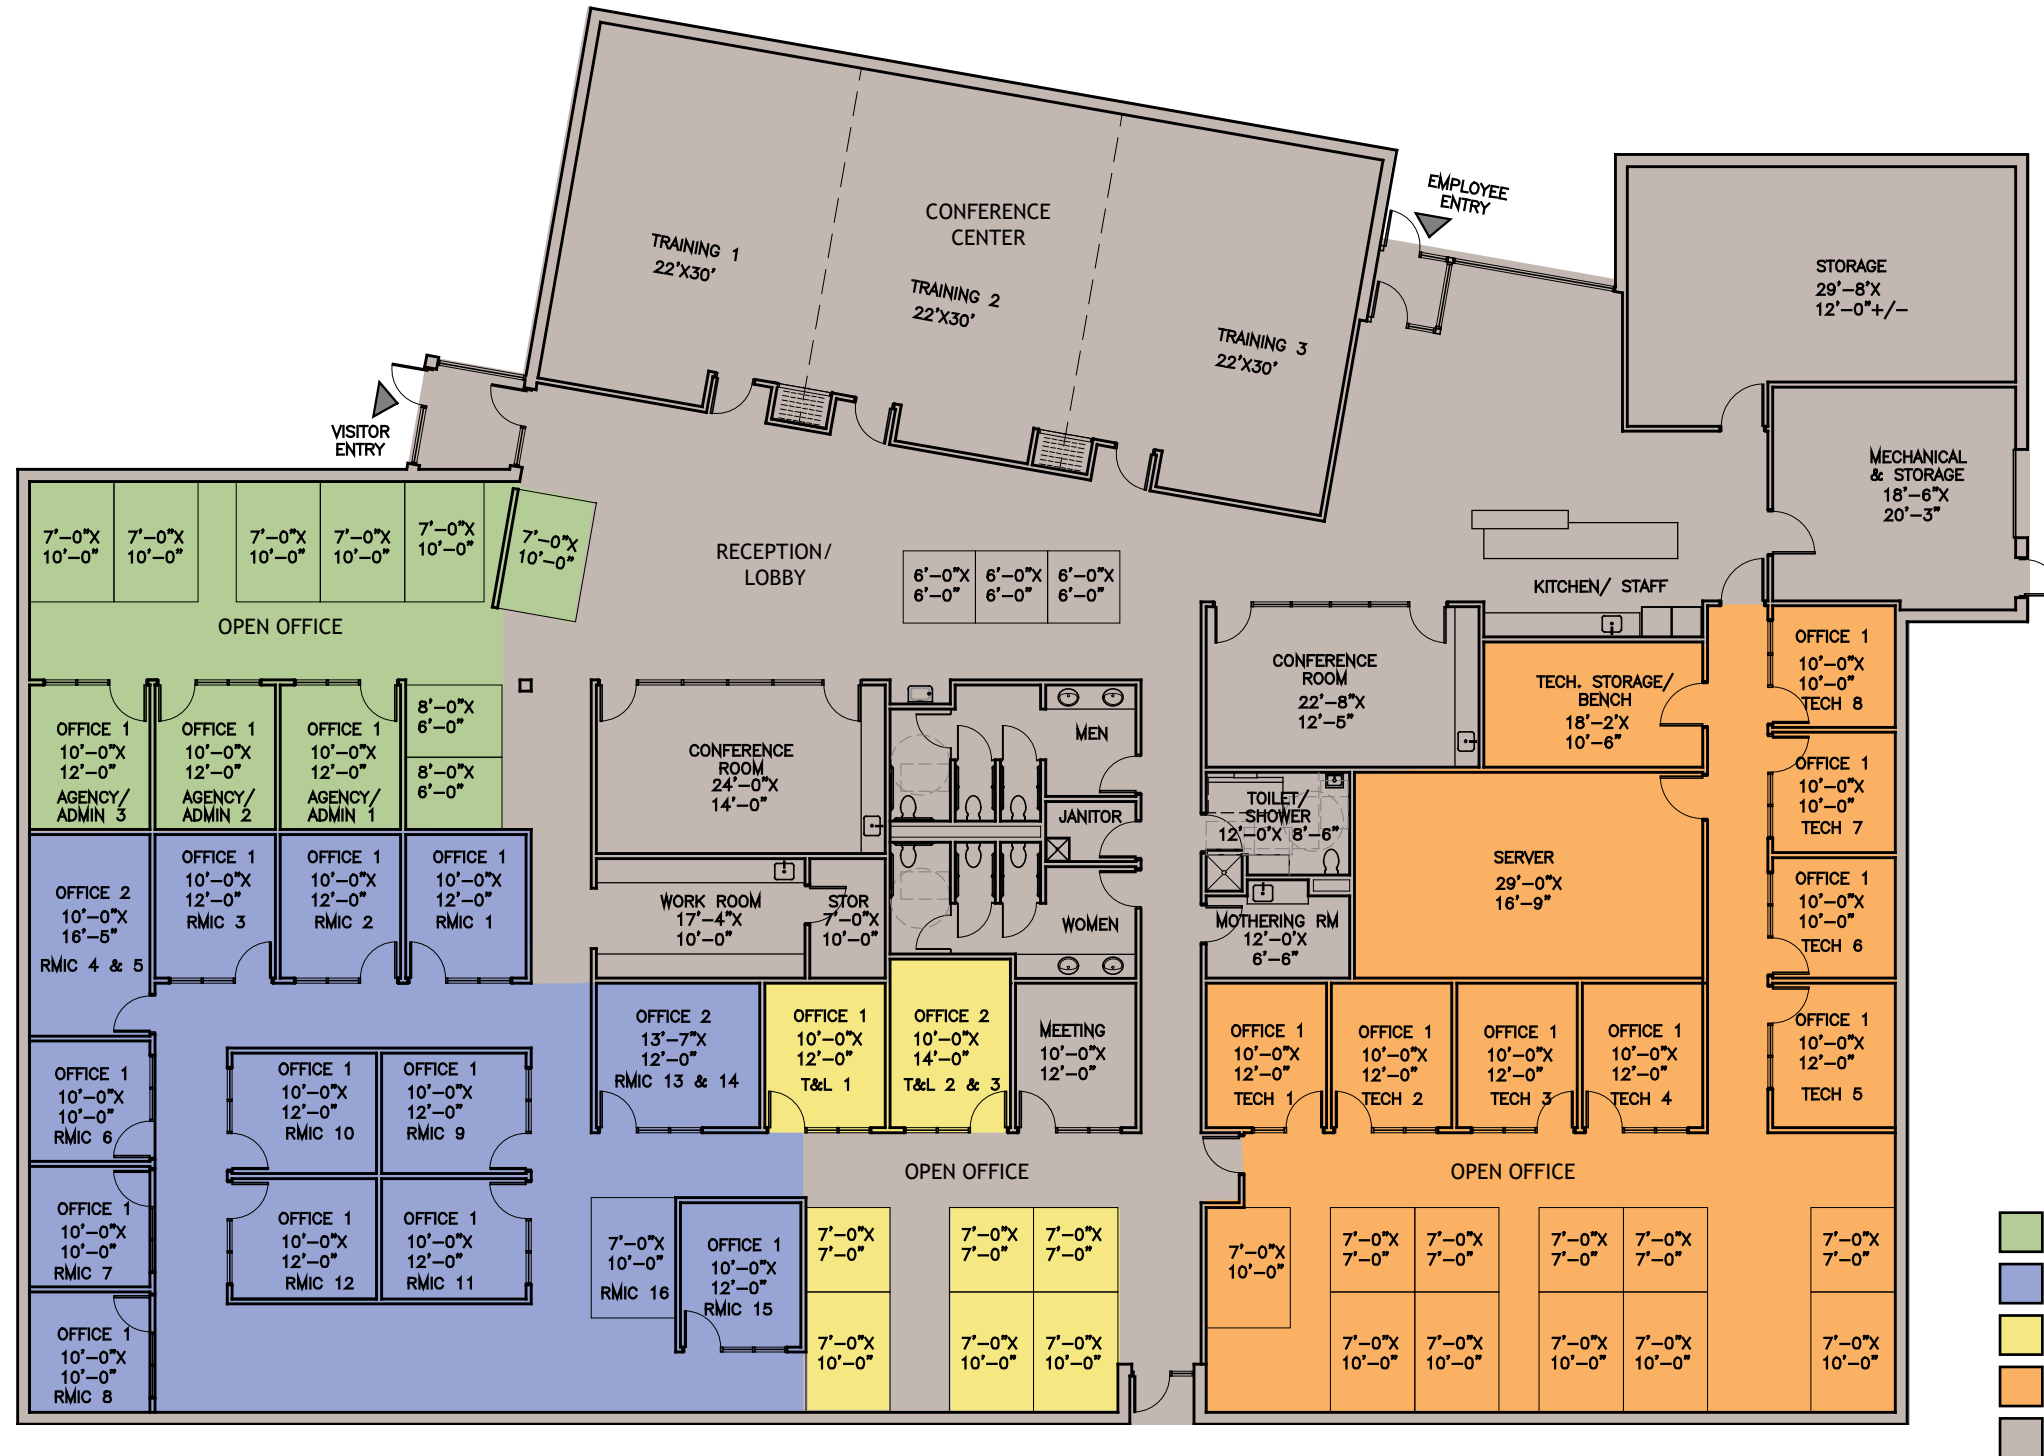 EMPLOYEE
ENTRY
CONFERENCE
CENTER
TRAINING 1
22'X30'
TRAINING 2
22'X30'
TRAINING 3
22'X30'
STORAGE
29'-8'X
12'-0"+/-
VISITOR
ENTRY
MECHANICAL
& STORAGE
18'-6"X
20'-3"
7'-0"X
10'-0"
7'-0"X
10'-0"
7'-0"X
10'-0"
7'-0"X
10'-0"
7'-0"X
10'-0"
7'-0"X
10'-0"
RECEPTION/
LOBBY
6'-0"X
6'-0"
6'-0"X
6'-0"
6'-0"X
6'-0"
KITCHEN/ STAFF
OPEN OFFICE
OFFICE 1
10'-0"X
12'-0"
AGENCY/
ADMIN 3
OFFICE 1
10'-0"X
12'-0"
AGENCY/
ADMIN 2
OFFICE 1
10'-0"X
12'-0"
AGENCY/
ADMIN 1
8'-0"X
6'-0"
8'-0"X
6'-0"
CONFERENCE
ROOM
24'-0"X
14'-0"
MEN
JANITOR
WOMEN
CONFERENCE
ROOM
22'-8"X
12'-5"
TECH. STORAGE/
BENCH
18'-2'X
10'-6"
OFFICE 1
10'-0"X
10'-0"
TECH 8
OFFICE 1
10'-0"X
10'-0"
TECH 7
OFFICE 1
10'-0"X
10'-0"
TECH 6
OFFICE 1
10'-0"X
12'-0"
TECH 5
TOILET/
SHOWER
12'-0'X 8'-6"
MOTHERING RM
12'-0'X
6'-6"
SERVER
29'-0"X
16'-9"
OFFICE 2
10'-0"X
16'-5"
RMIC 4 & 5
OFFICE 1
10'-0"X
12'-0"
RMIC 3
OFFICE 1
10'-0"X
12'-0"
RMIC 2
OFFICE 1
10'-0"X
12'-0"
RMIC 1
WORK ROOM
17'-4"X
10'-0"
STOR
7'-0"X
10'-0"
OFFICE 2
13'-7"X
12'-0"
RMIC 13 & 14
OFFICE 1
10'-0"X
12'-0"
T&L 1
OFFICE 2
10'-0"X
14'-0"
T&L 2 & 3
MEETING
10'-0"X
12'-0"
OFFICE 1
10'-0"X
12'-0"
TECH 1
OFFICE 1
10'-0"X
12'-0"
TECH 2
OFFICE 1
10'-0"X
12'-0"
TECH 3
OFFICE 1
10'-0"X
12'-0"
TECH 4
OFFICE 1
10'-0"X
10'-0"
RMIC 6
OFFICE 1
10'-0"X
12'-0"
RMIC 10
OFFICE 1
10'-0"X
12'-0"
RMIC 9
OFFICE 1
10'-0"X
10'-0"
RMIC 7
OFFICE 1
10'-0"X
12'-0"
RMIC 12
OFFICE 1
10'-0"X
12'-0"
RMIC 11
OFFICE 1
10'-0"X
10'-0"
RMIC 8
7'-0"X
10'-0"
RMIC 16
OFFICE 1
10'-0"X
12'-0"
RMIC 15
OPEN OFFICE
7'-0"X
7'-0"
7'-0"X
7'-0"
7'-0"X
7'-0"
7'-0"X
10'-0"
7'-0"X
10'-0"
7'-0"X
10'-0"
OPEN OFFICE
7'-0"X
10'-0"
7'-0"X
7'-0"
7'-0"X
7'-0"
7'-0"X
7'-0"
7'-0"X
7'-0"
7'-0"X
7'-0"
7'-0"X
10'-0"
7'-0"X
10'-0"
7'-0"X
10'-0"
7'-0"X
10'-0"
7'-0"X
10'-0"